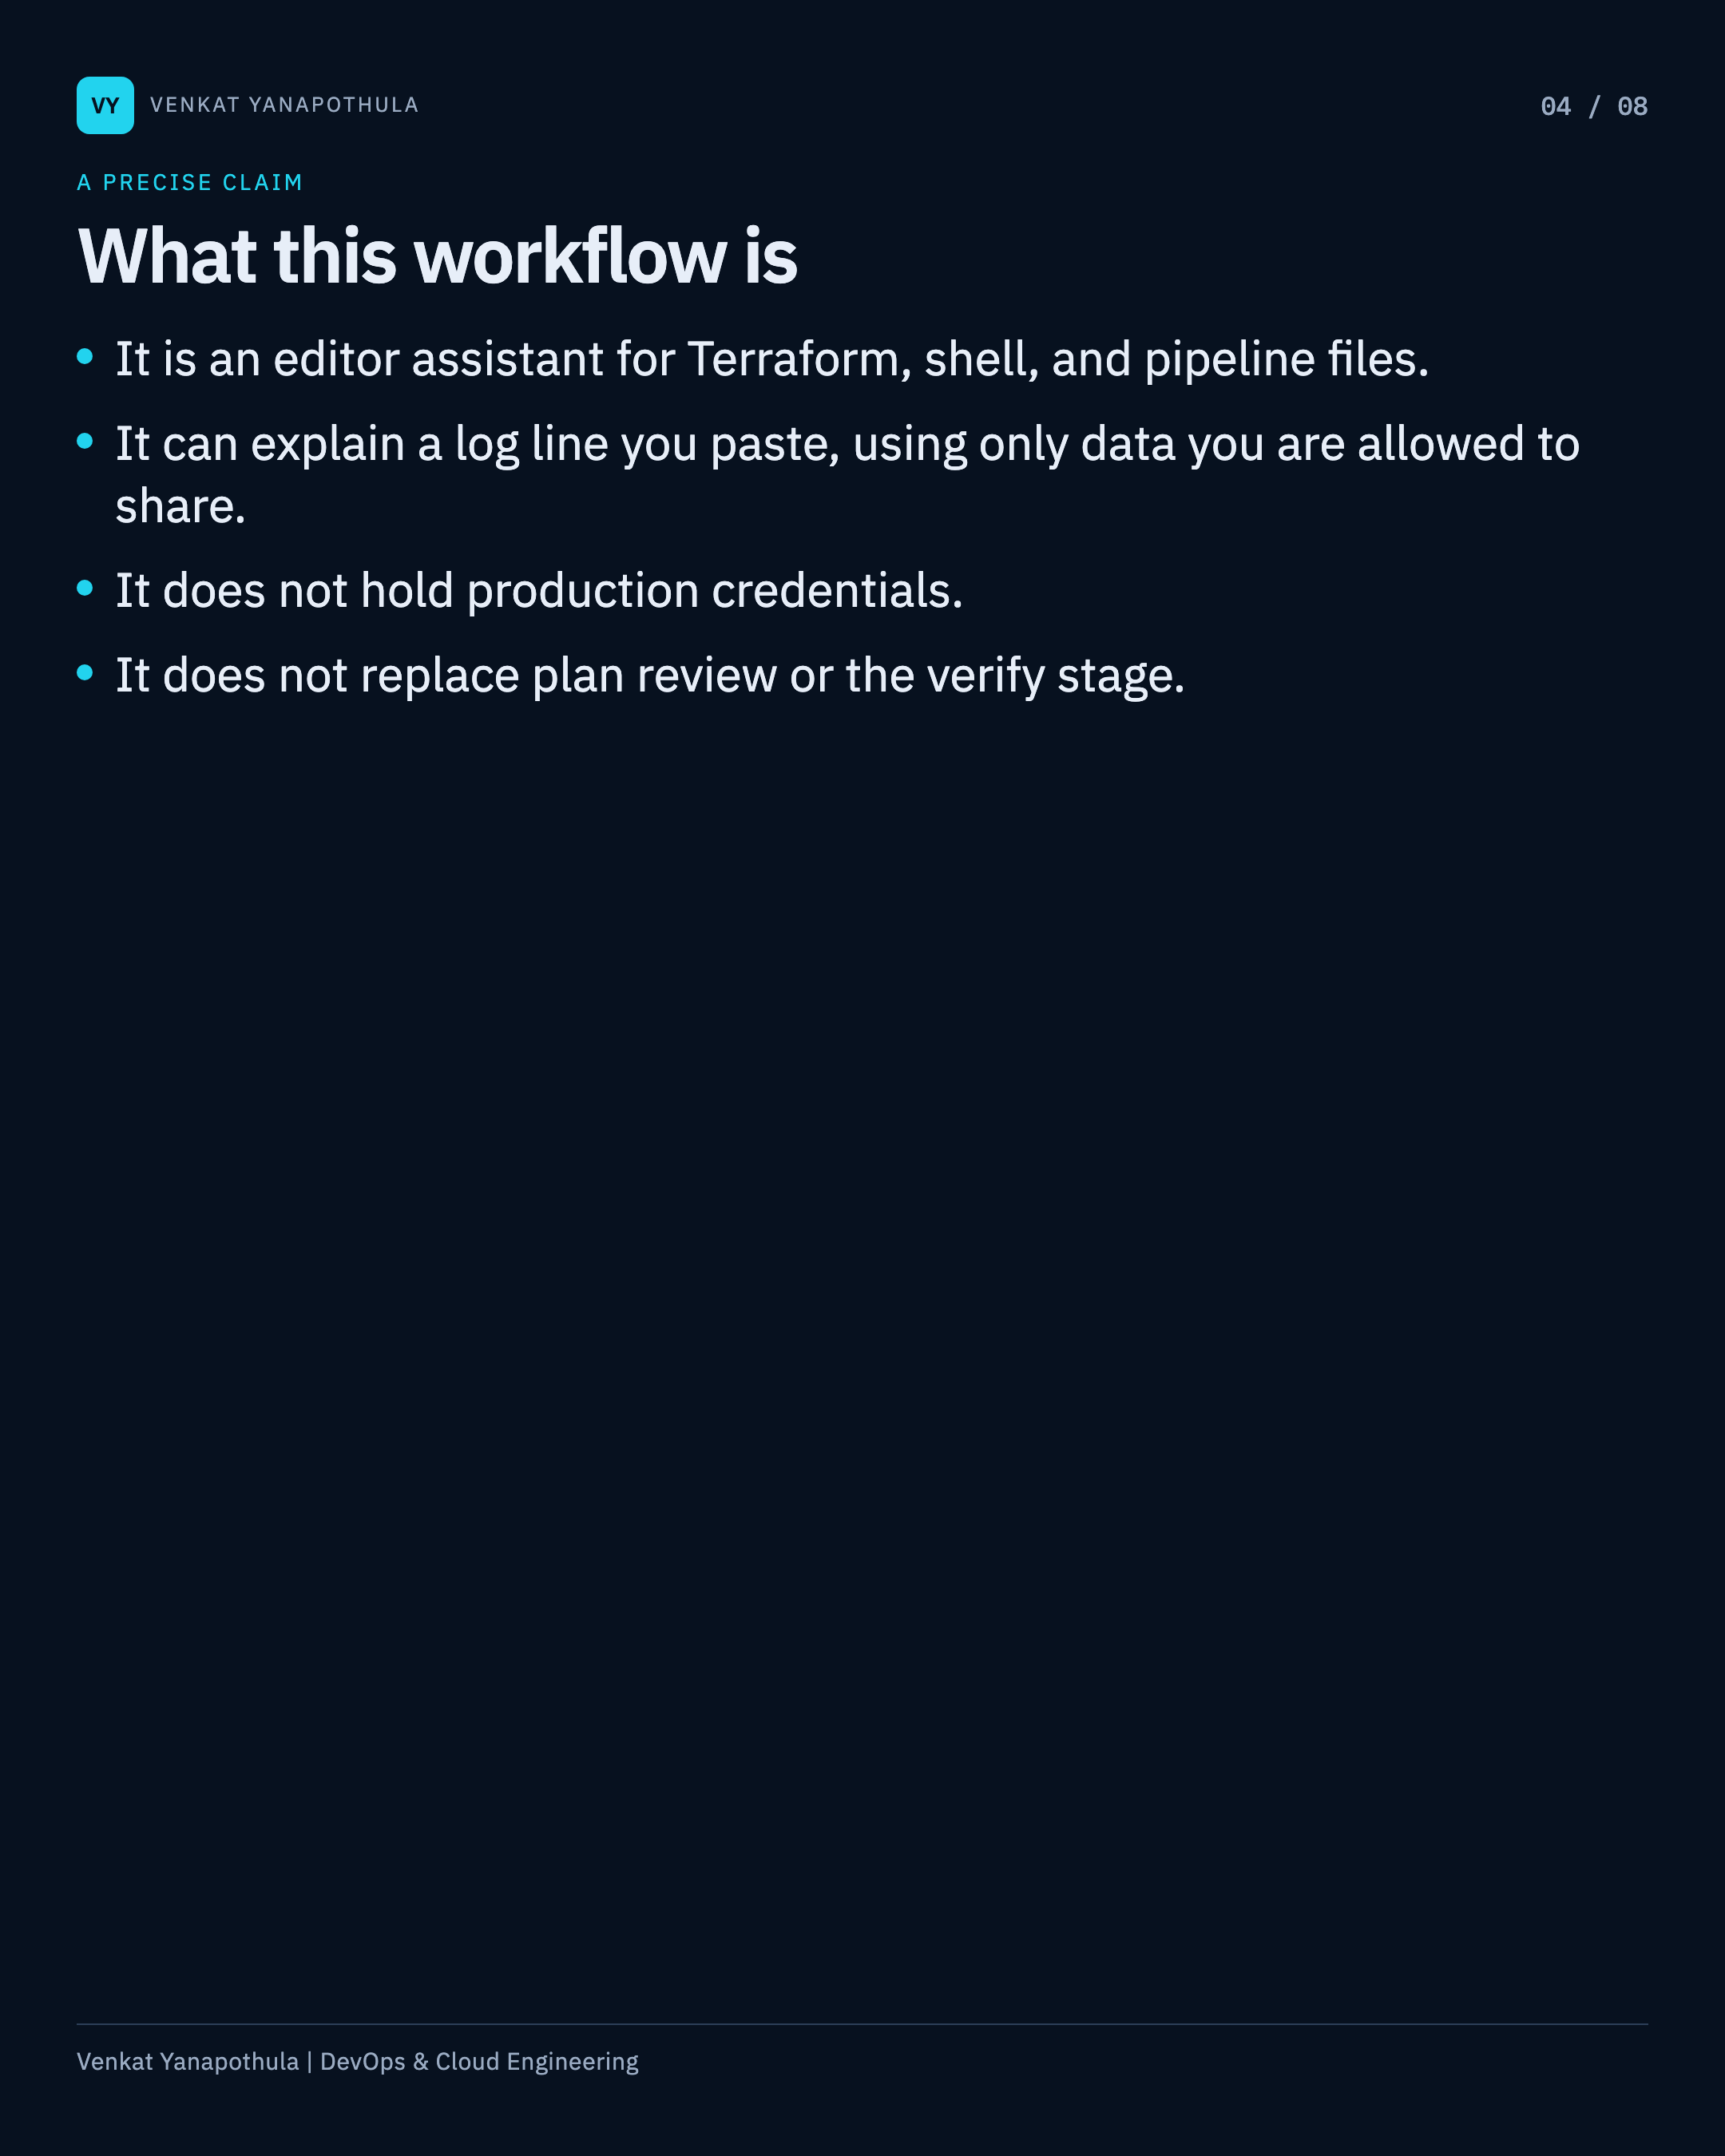 VY
VENKAT YANAPOTHULA
04 / 08
A PRECISE CLAIM
What this workflow is
It is an editor assistant for Terraform, shell, and pipeline files.
It can explain a log line you paste, using only data you are allowed to
share.
It does not hold production credentials.
It does not replace plan review or the verify stage.
Venkat Yanapothula | DevOps & Cloud Engineering